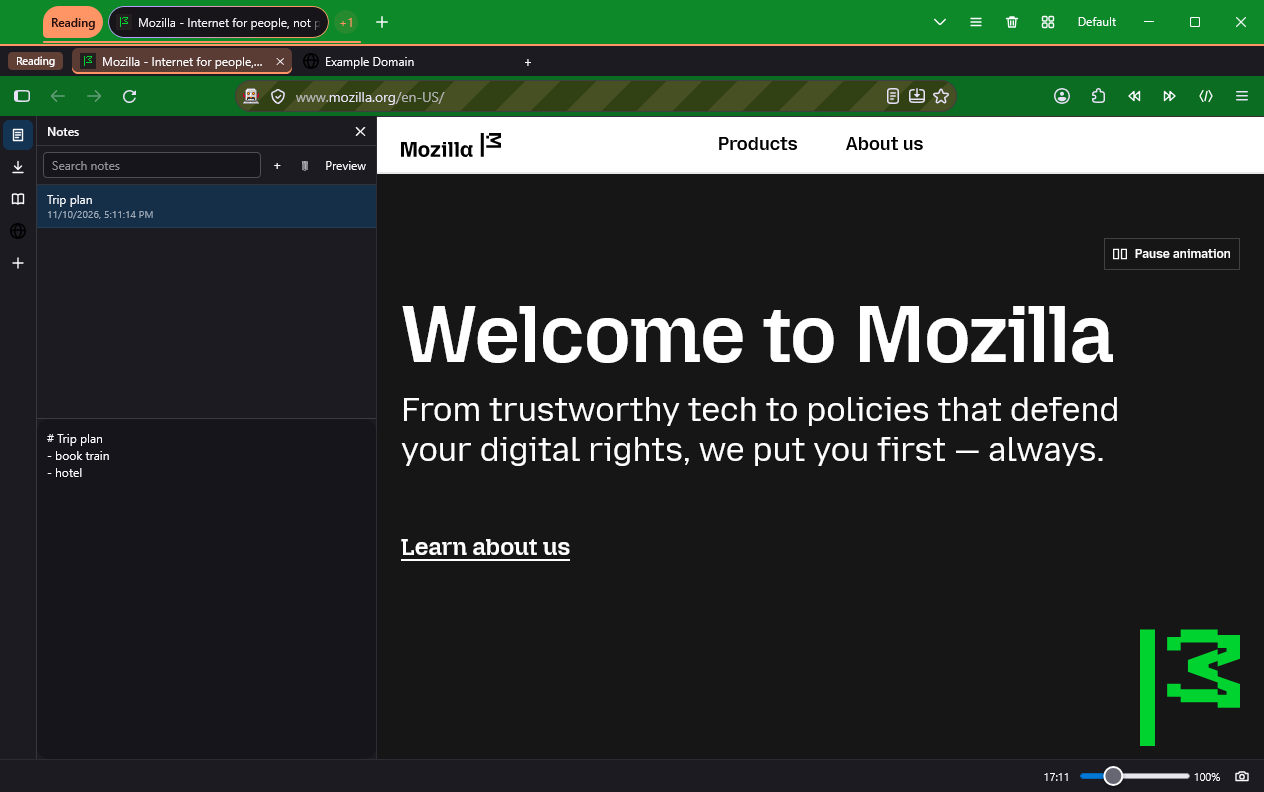 Reading
Mozilla - Internet for people, not
+1
Default
Reading
Mozilla - Internet for people,...
Example Domain
www.mozilla.org/en-US/
Notes
Search notes
Preview
Trip plan
11/10/2026, 5:11:14 PM
# Trip plan
- book train
- hotel
Mozilla
Products
About us
Pause animation
Welcome to Mozilla
From trustworthy tech to policies that defend
your digital rights, we put you first — always.
Learn about us
17:11
100%